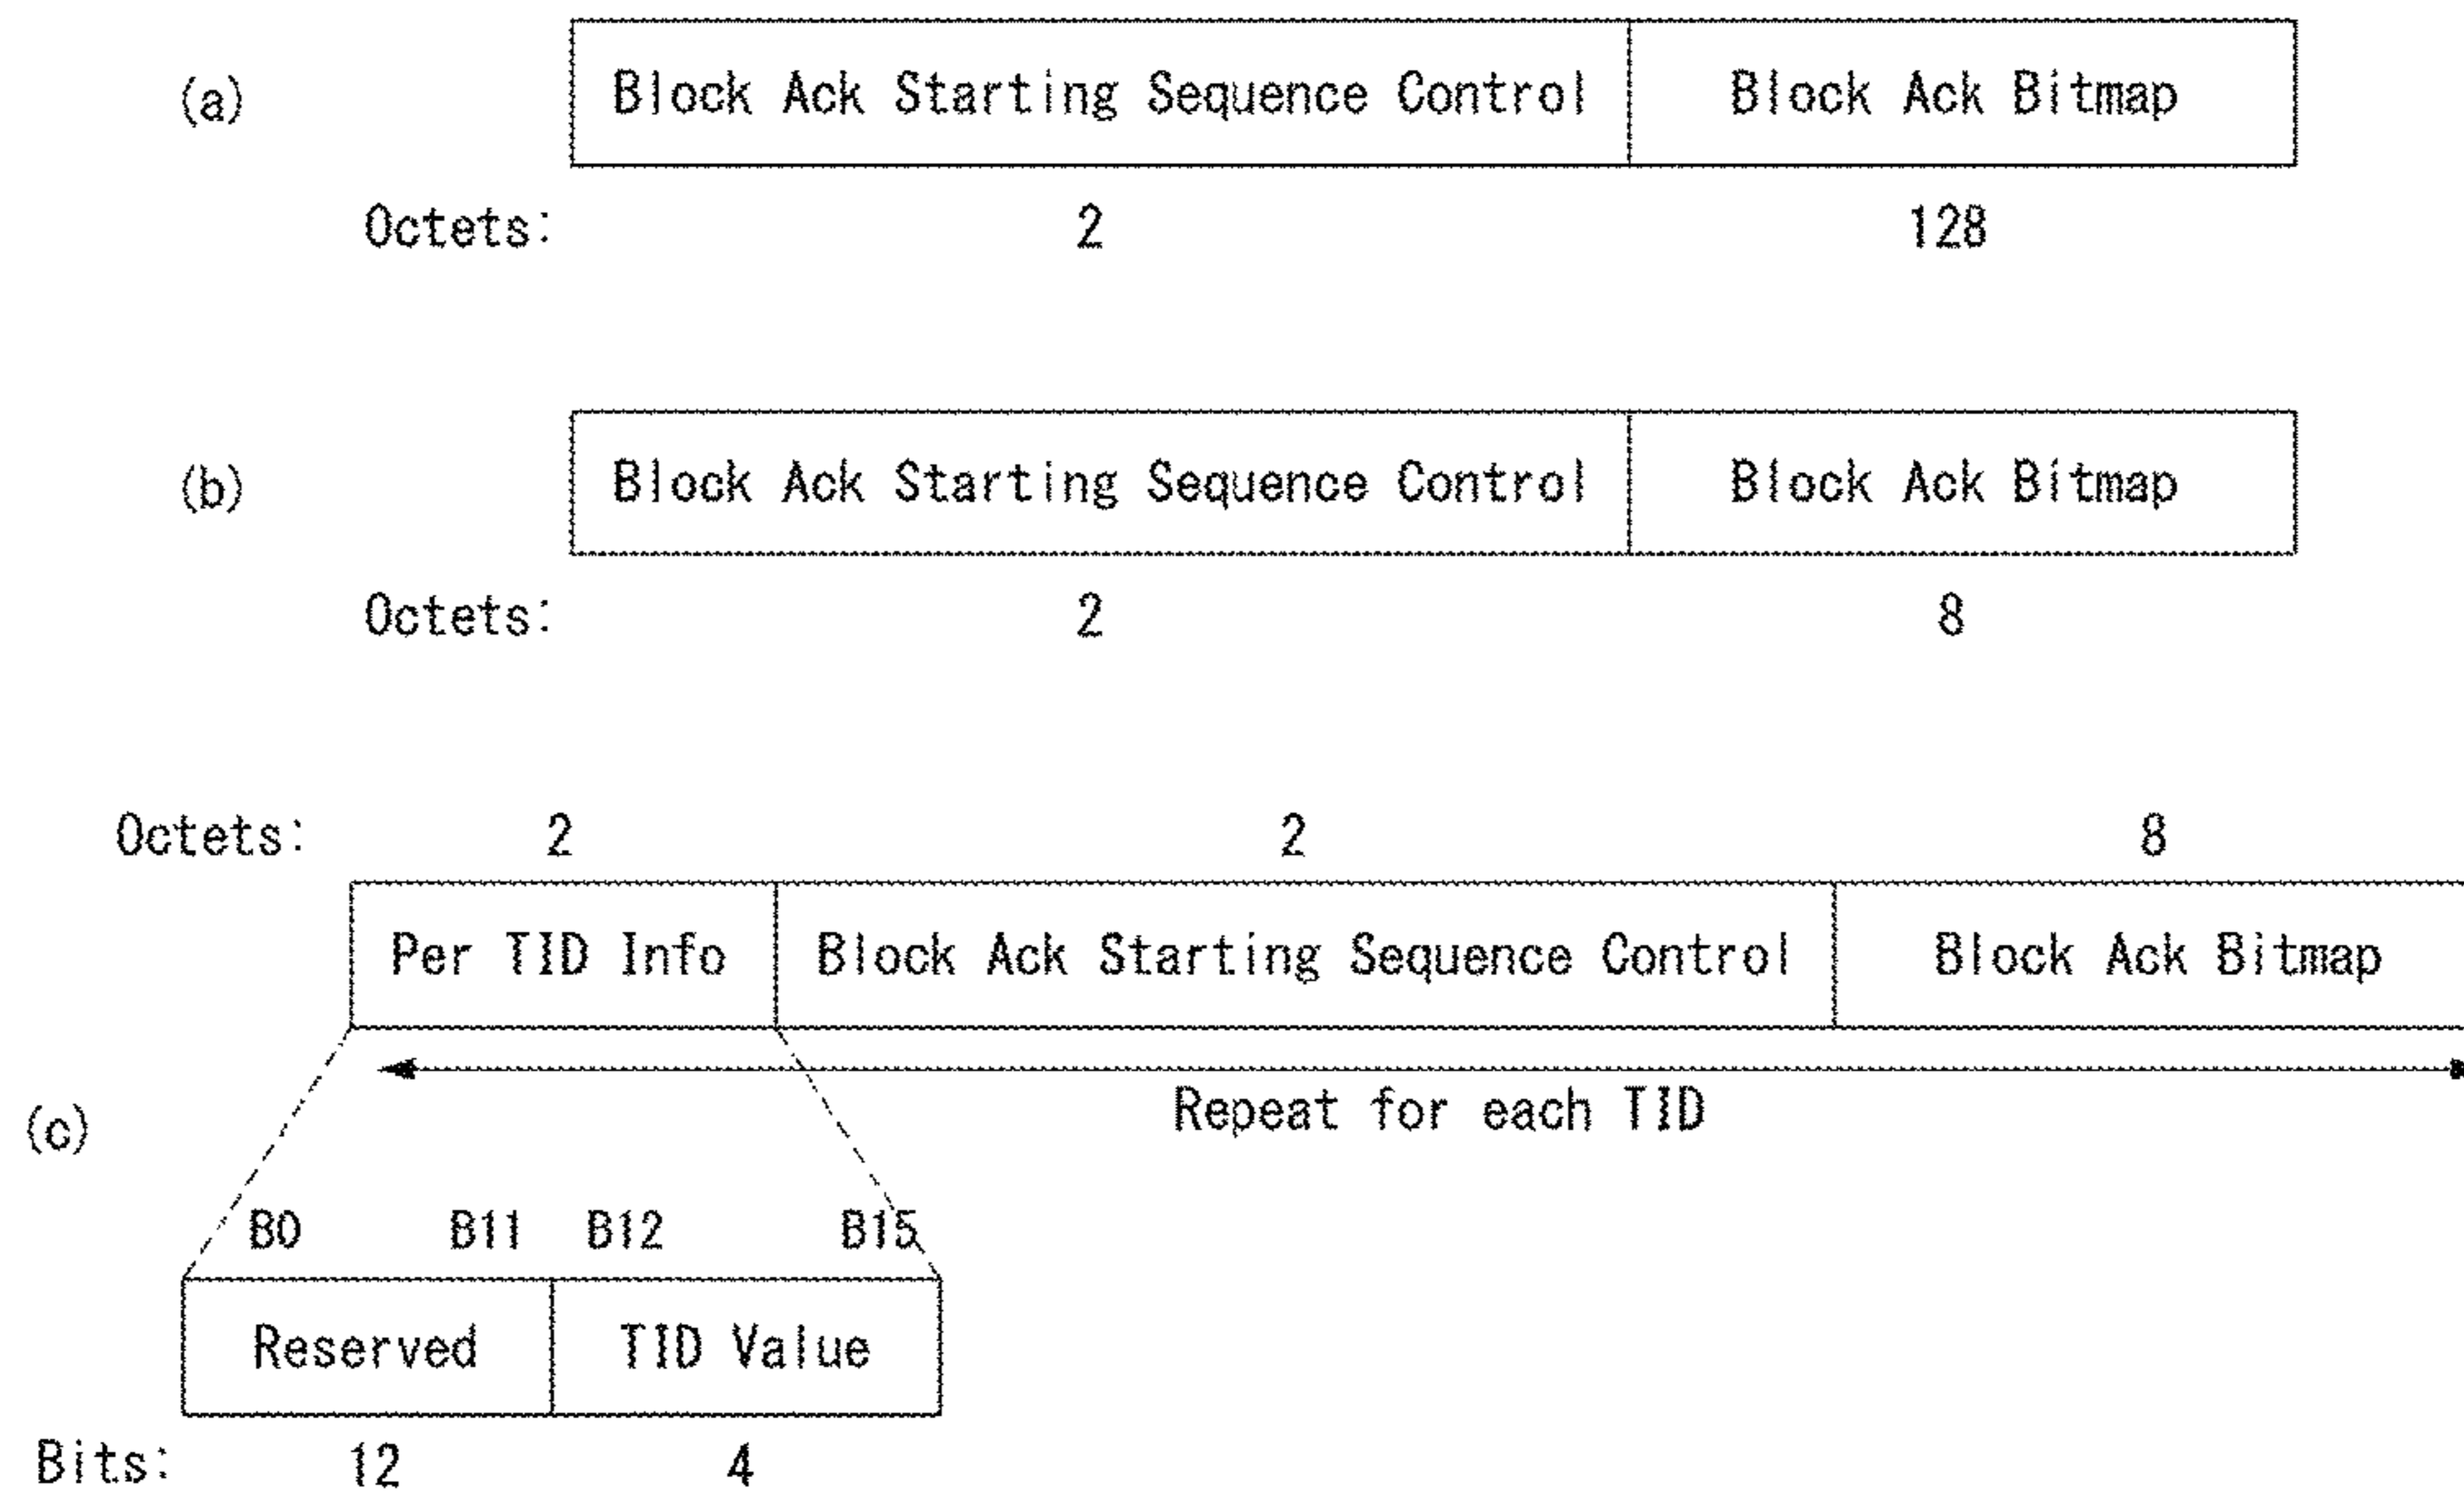 (a)
Block Ack Starting Sequence Control Block Ack Bitmap
Octets: 2 128
(b)
Block Ack Starting Sequence Control Block Ack Bitmap
Octets: 2 8
Octets: 2 2 8
Per TID Info Block Ack Starting Sequence Control Block Ack Bitmap
Repeat for each TID
(c)
B0 B11 B12 B15
Reserved TID Value
Bits: 12 4